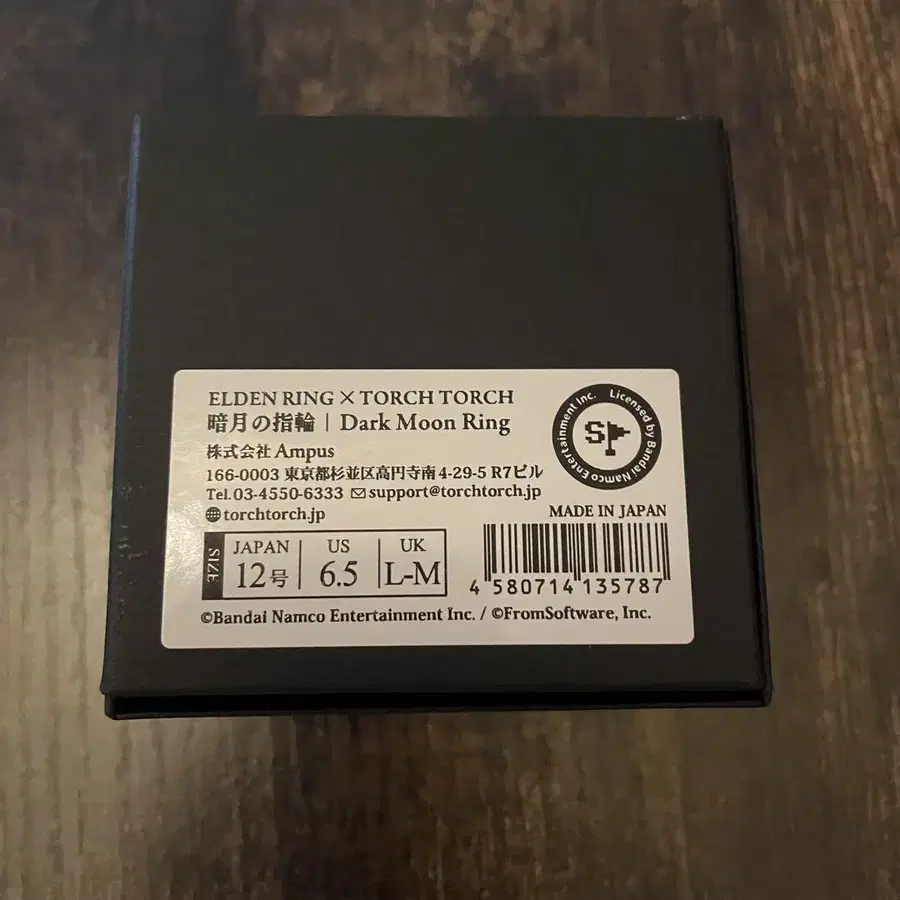 ELDEN RING × TORCH TORCH
暗月の指輪 | Dark Moon Ring
株式会社 Ampus
166-0003 東京都杉並区高円寺南 4-29-5 R7ビル
Tel.03-4550-6333 support@torchtorch.jp
torchtorch.jp
Licensed by Bandai Namco Entertainment Inc.
SP
MADE IN JAPAN
SIZE
JAPAN US UK
12号 6.5 L-M
4 580714 135787
©Bandai Namco Entertainment Inc. / ©FromSoftware, Inc.